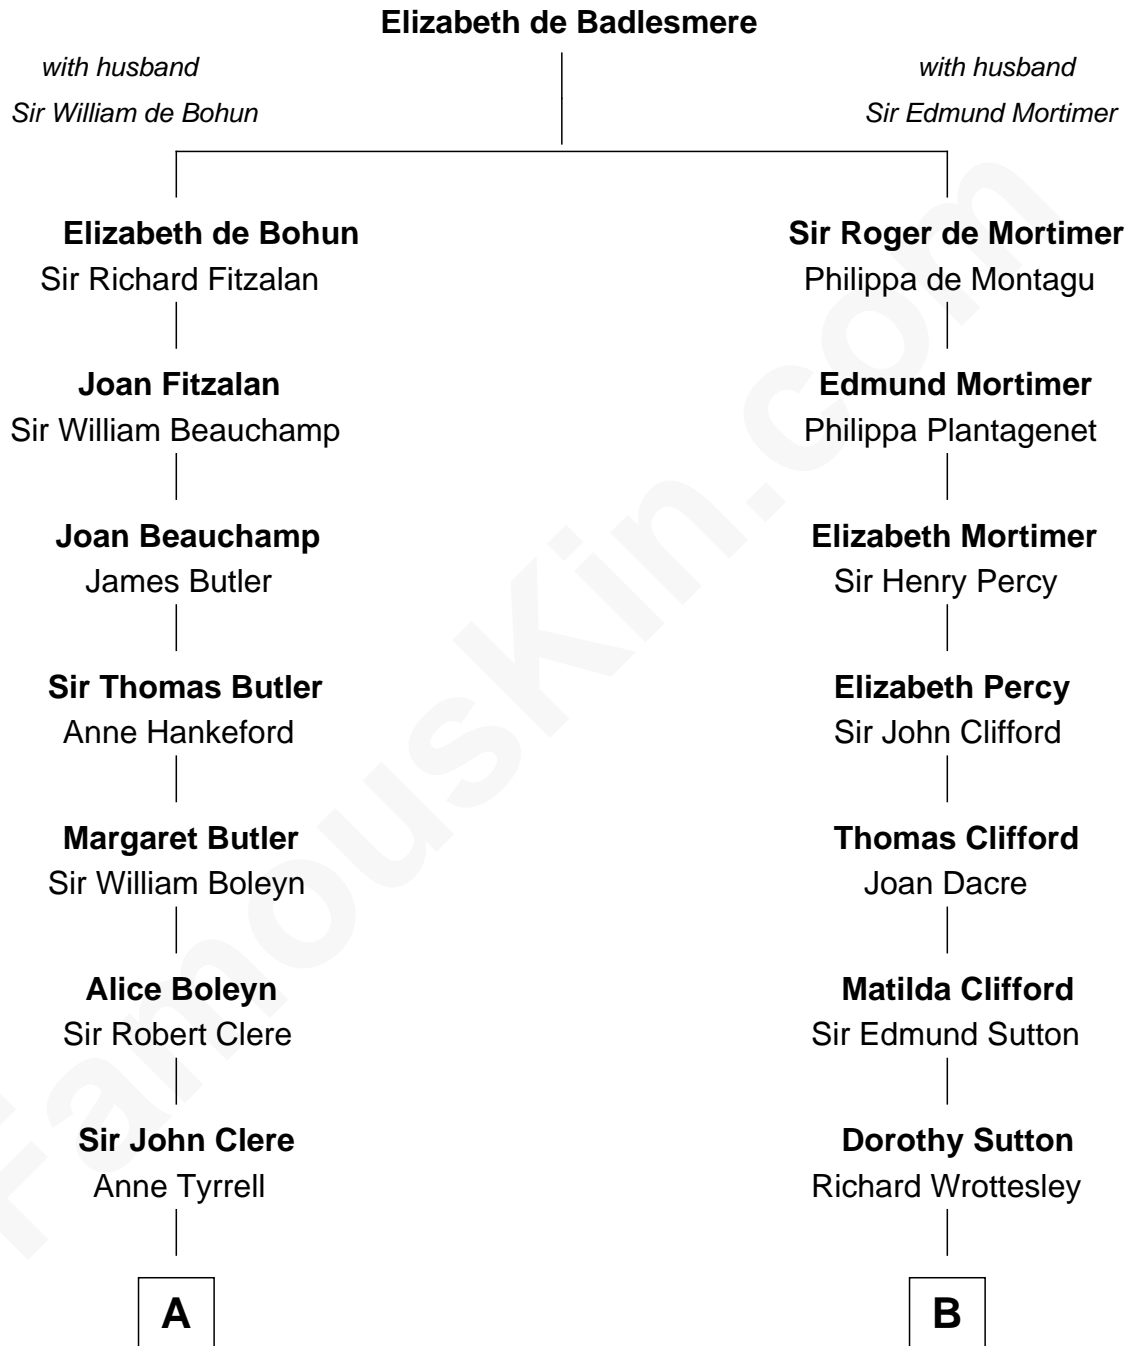 Elizabeth de Badlesmere
with husband
Sir William de Bohun
with husband
Sir Edmund Mortimer
Elizabeth de Bohun
Sir Richard Fitzalan
Sir Roger de Mortimer
Philippa de Montagu
Joan Fitzalan
Sir William Beauchamp
Edmund Mortimer
Philippa Plantagenet
Joan Beauchamp
James Butler
Elizabeth Mortimer
Sir Henry Percy
Sir Thomas Butler
Anne Hankeford
Elizabeth Percy
Sir John Clifford
Margaret Butler
Sir William Boleyn
Thomas Clifford
Joan Dacre
Alice Boleyn
Sir Robert Clere
Matilda Clifford
Sir Edmund Sutton
Sir John Clere
Anne Tyrrell
Dorothy Sutton
Richard Wrottesley
A
B
FamousKin.com